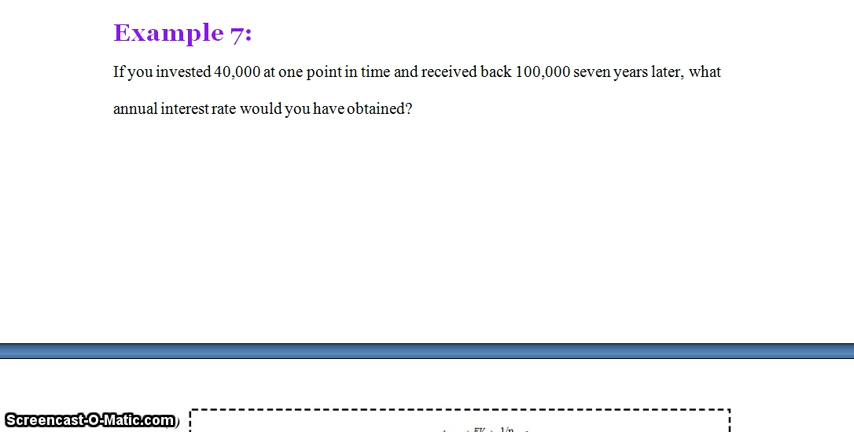 Example 7:
If you invested 40,000 at one point in time and received back 100,000 seven years later, what
annual interest rate would you have obtained?
Screencast-O-Matic.com